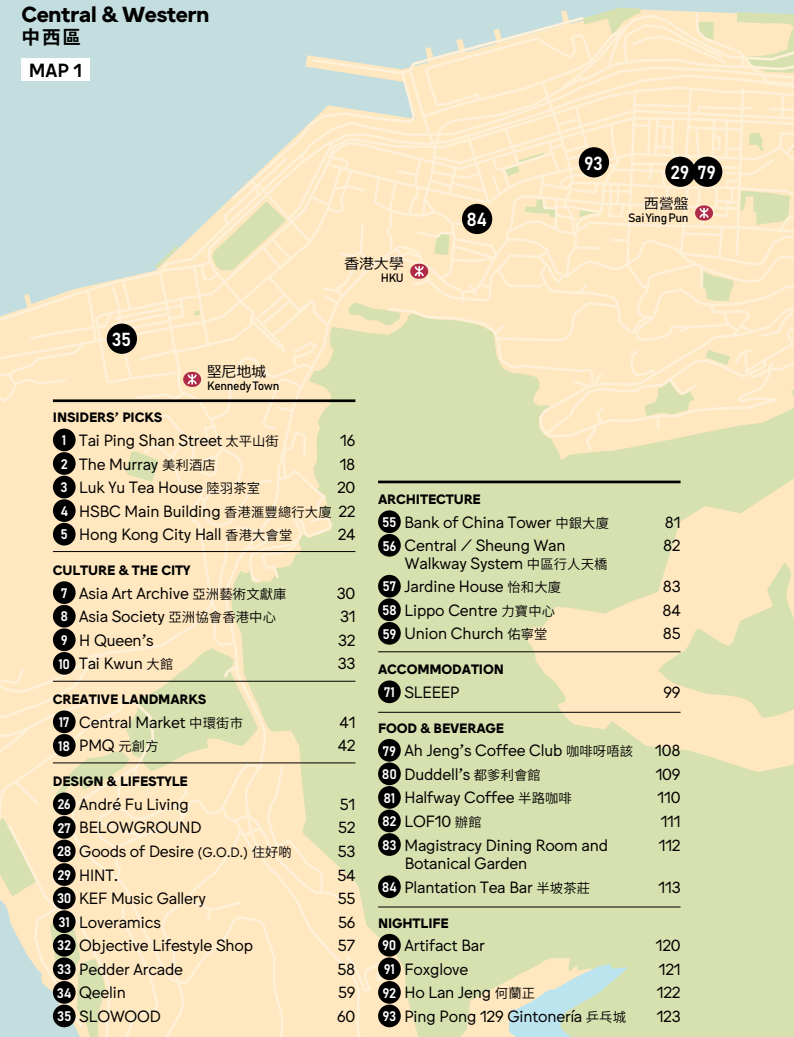 Central & Western
中西區
MAP 1
93
29
79
西營盤
Sai Ying Pun
84
香港大學
HKU
35
堅尼地城
Kennedy Town
INSIDERS' PICKS
1 Tai Ping Shan Street 太平山街 16
2 The Murray 美利酒店 18
3 Luk Yu Tea House 陸羽茶室 20
4 HSBC Main Building 香港滙豐總行大廈 22
5 Hong Kong City Hall 香港大會堂 24
CULTURE & THE CITY
7 Asia Art Archive 亞洲藝術文獻庫 30
8 Asia Society 亞洲協會香港中心 31
9 H Queen's 32
10 Tai Kwun 大館 33
CREATIVE LANDMARKS
17 Central Market 中環街市 41
18 PMQ 元創方 42
DESIGN & LIFESTYLE
26 André Fu Living 51
27 BELOWGROUND 52
28 Goods of Desire (G.O.D.) 住好啲 53
29 HINT. 54
30 KEF Music Gallery 55
31 Loveramics 56
32 Objective Lifestyle Shop 57
33 Pedder Arcade 58
34 Qeelin 59
35 SLOWOOD 60
ARCHITECTURE
55 Bank of China Tower 中銀大廈 81
56 Central / Sheung Wan 82
Walkway System 中區行人天橋
57 Jardine House 怡和大廈 83
58 Lippo Centre 力寶中心 84
59 Union Church 佑寧堂 85
ACCOMMODATION
71 SLEEEP 99
FOOD & BEVERAGE
79 Ah Jeng's Coffee Club 咖啡呀唔該 108
80 Duddell's 都爹利會館 109
81 Halfway Coffee 半路咖啡 110
82 LOF10 辦館 111
83 Magistracy Dining Room and 112
Botanical Garden
84 Plantation Tea Bar 半坡茶莊 113
NIGHTLIFE
90 Artifact Bar 120
91 Foxglove 121
92 Ho Lan Jeng 何蘭正 122
93 Ping Pong 129 Gintonería 乒乓城 123